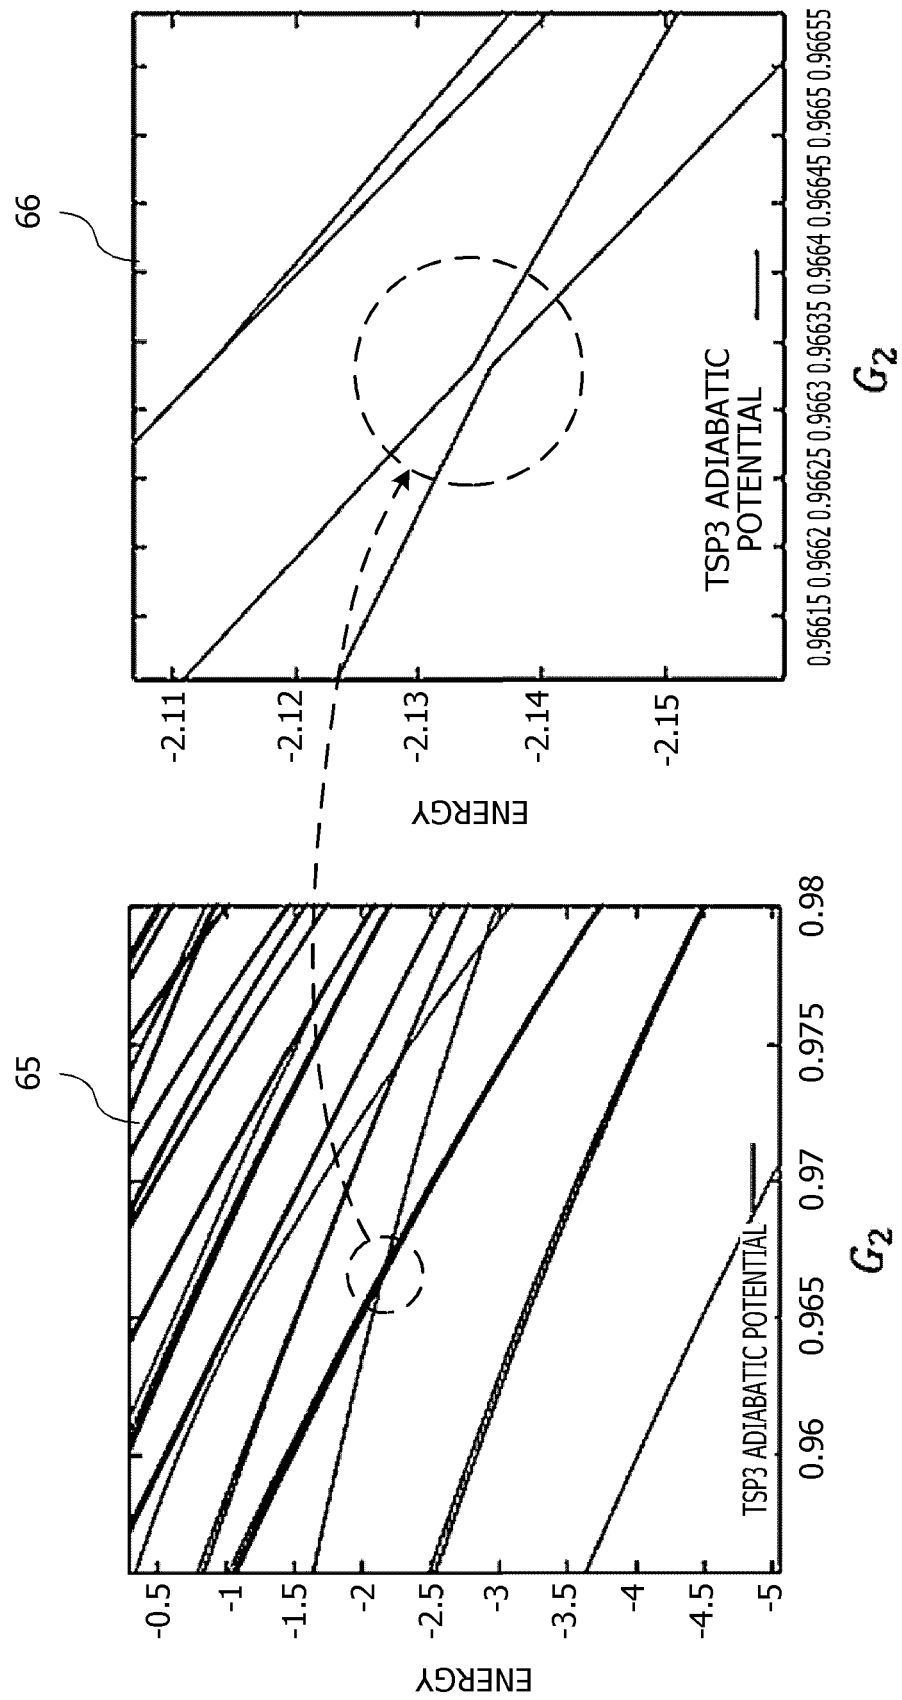 65
ENERGY
-0.5
-1
-1.5
-2
-2.5
-3
-3.5
-4
-4.5
-5
TSP3 ADIABATIC POTENTIAL
0.96
0.965
0.97
0.975
0.98
G2
66
ENERGY
-2.11
-2.12
-2.13
-2.14
-2.15
TSP3 ADIABATIC
POTENTIAL
0.96615 0.9662 0.96625 0.9663 0.96635 0.9664 0.96645 0.9665 0.96655
G2